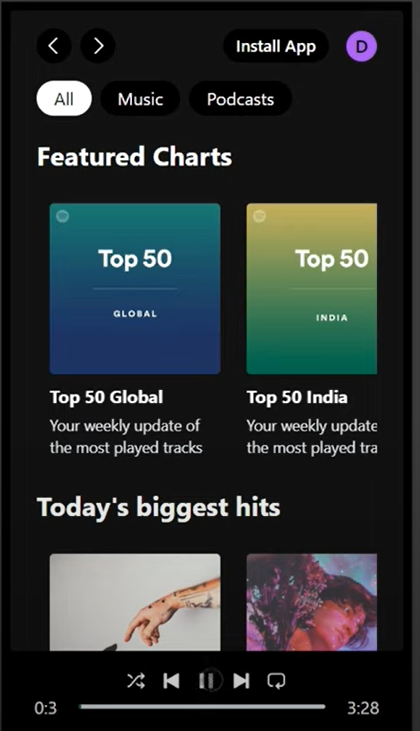 Install App
D
All
Music
Podcasts
Featured Charts
Top 50
GLOBAL
Top 50
INDIA
Top 50 Global
Your weekly update of
the most played tracks
Top 50 India
Your weekly update
the most played tra
Today's biggest hits
0:3
3:28